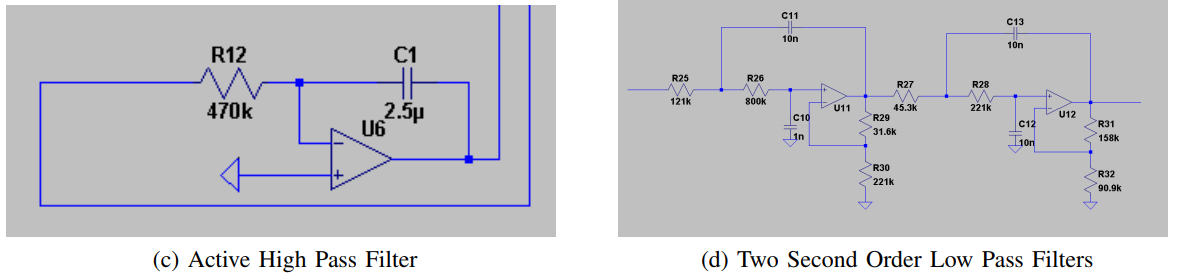 R12
470k
C1
2.5µ
U6
(c) Active High Pass Filter
C11
10n
C13
10n
R25
121k
R26
800k
U11
C10
1n
R29
31.6k
R30
221k
R27
45.3k
R28
221k
U12
C12
10n
R31
158k
R32
90.9k
(d) Two Second Order Low Pass Filters